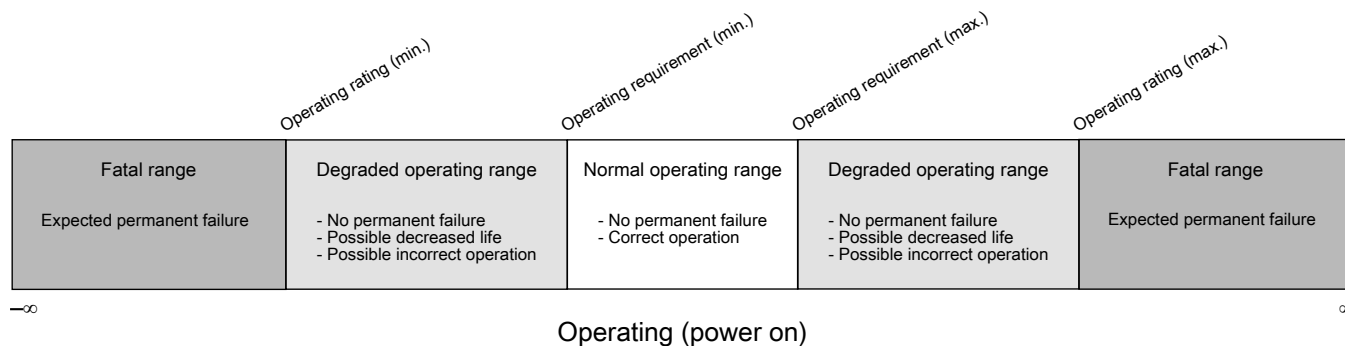 Operating rating (min.)
Operating requirement (min.)
Operating requirement (max.)
Operating rating (max.)
Fatal range
Expected permanent failure
Degraded operating range
- No permanent failure
- Possible decreased life
- Possible incorrect operation
Normal operating range
- No permanent failure
- Correct operation
Degraded operating range
- No permanent failure
- Possible decreased life
- Possible incorrect operation
Fatal range
Expected permanent failure
–∞
∞
Operating (power on)